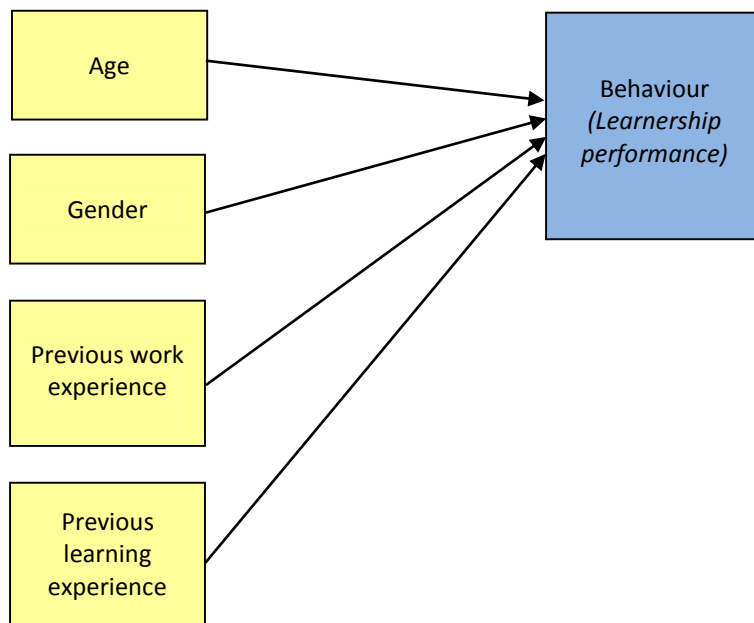 Age
Behaviour
(Learnership
performance)
Gender
Previous work
experience
Previous
learning
experience